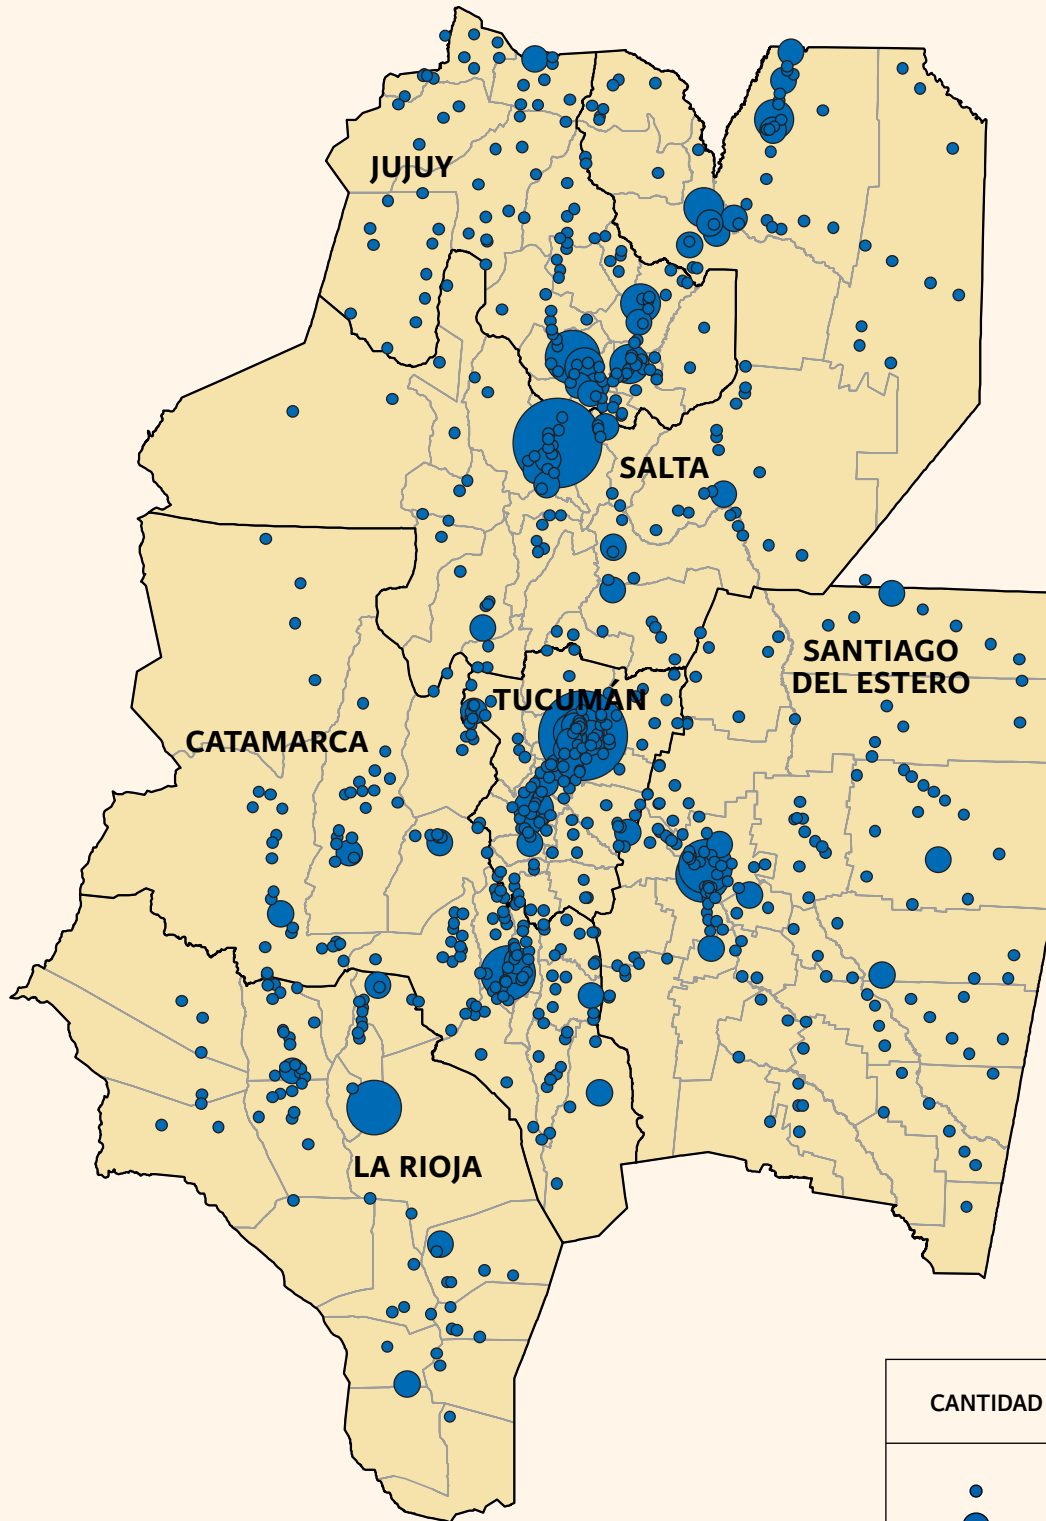 JUJUY
SALTA
SANTIAGO
DEL ESTERO
TUCUMÁN
CATAMARCA
LA RIOJA
CANTIDAD